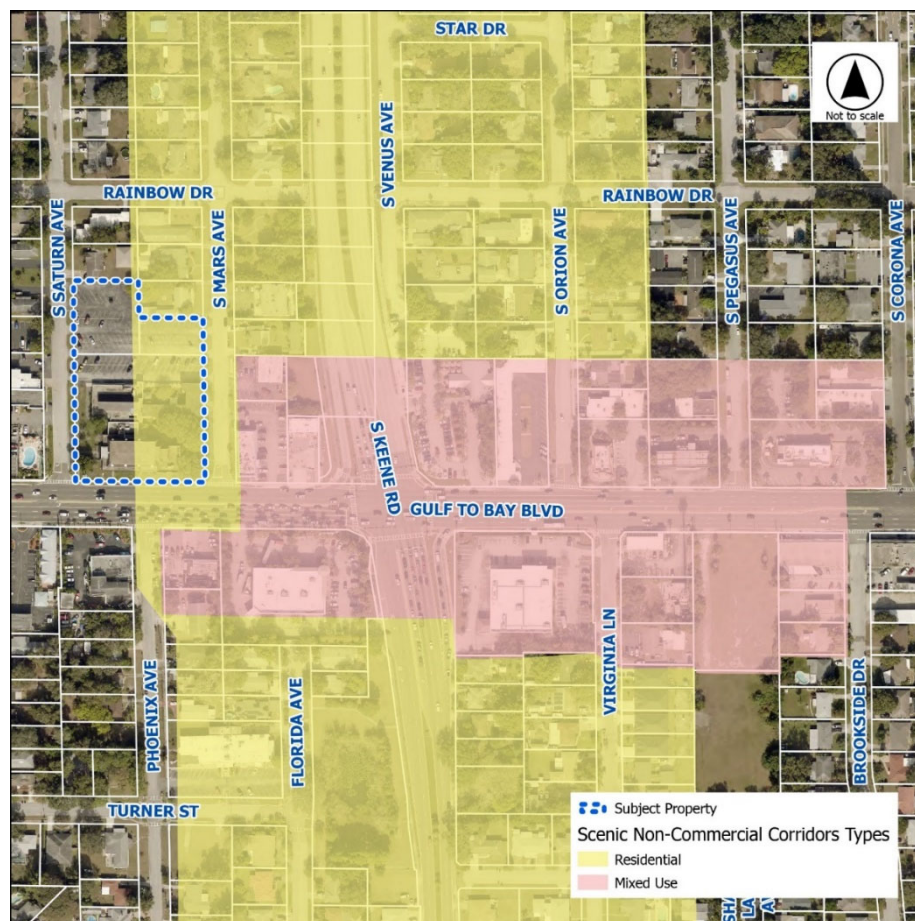 STAR DR
Not to scale
S VENUS AVE
RAINBOW DR
RAINBOW DR
S SATURN AVE
S MARS AVE
S ORION AVE
S PEGASUS AVE
S CORONA AVE
S KEENE RD
GULF TO BAY BLVD
PHOENIX AVE
FLORIDA AVE
VIRGINIA LN
BROOKSIDE DR
TURNER ST
Subject Property
Scenic Non-Commercial Corridors Types
Residential
Mixed Use